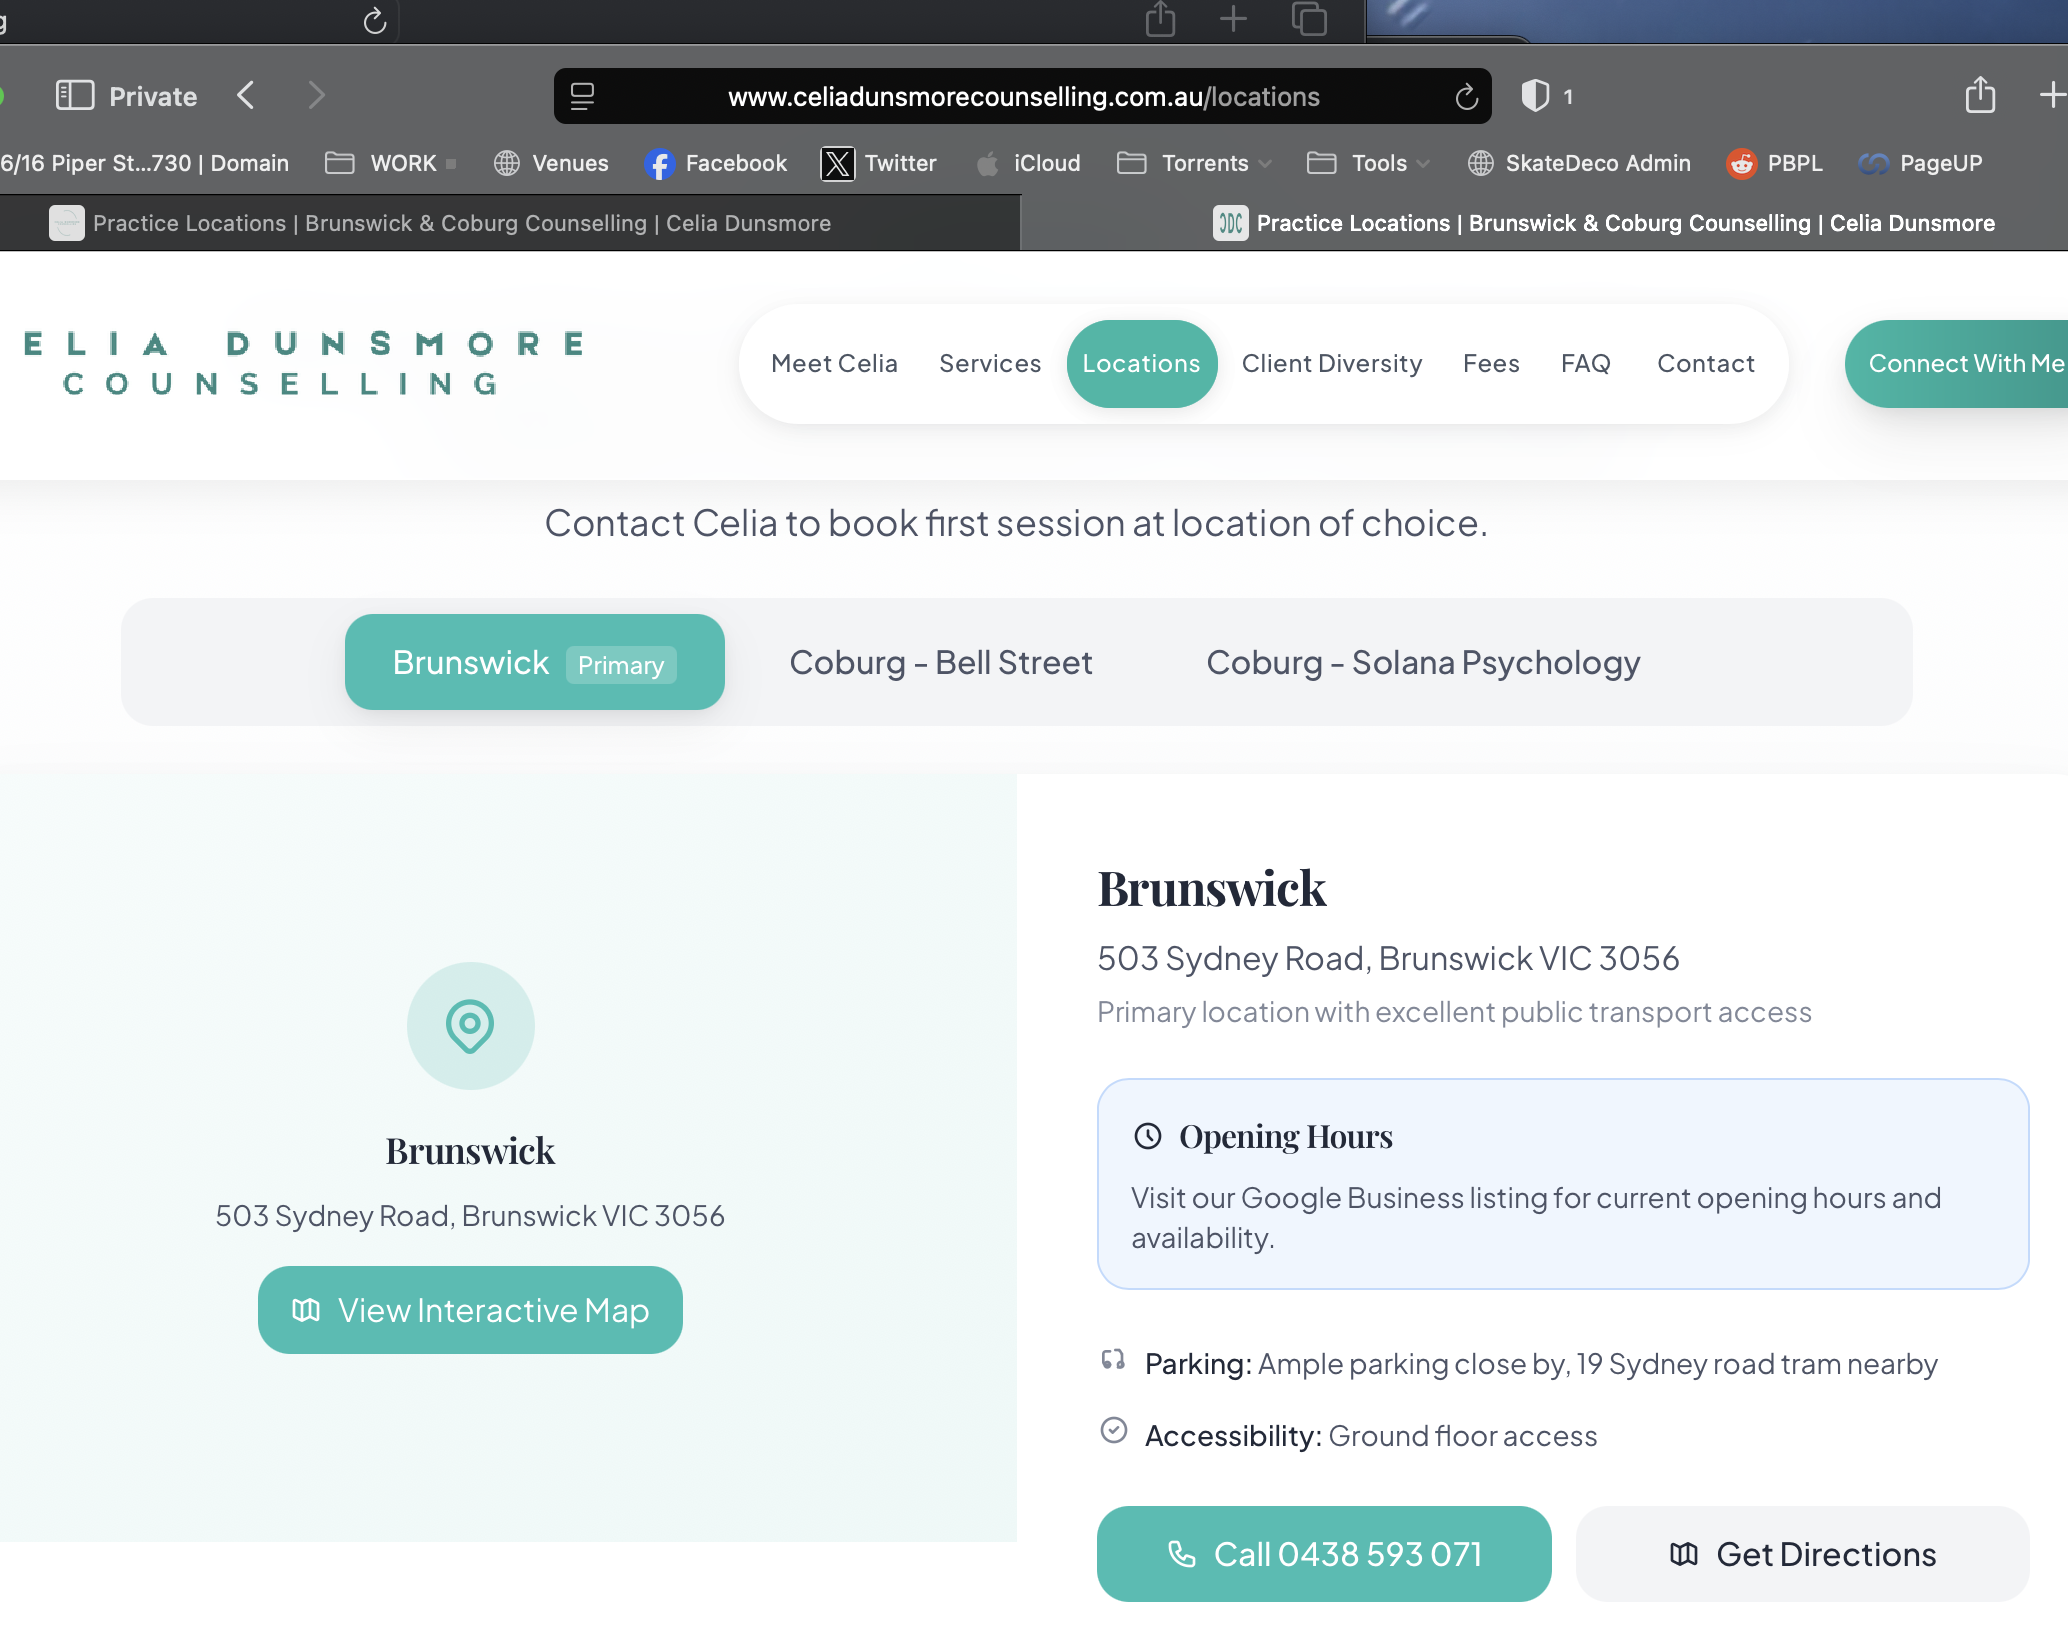 g
Private
www.celiadunsmorecounselling.com.au/locations
1
6/16 Piper St...730 | Domain
WORK
Venues
Facebook
Twitter
iCloud
Torrents
Tools
SkateDeco Admin
PBPL
PageUP
Practice Locations | Brunswick & Coburg Counselling | Celia Dunsmore
CDC Practice Locations | Brunswick & Coburg Counselling | Celia Dunsmore
ELIA DUNSMORE
COUNSELLING
Meet Celia
Services
Locations
Client Diversity
Fees
FAQ
Contact
Connect With Me
Contact Celia to book first session at location of choice.
Brunswick Primary
Coburg - Bell Street
Coburg - Solana Psychology
Brunswick
503 Sydney Road, Brunswick VIC 3056
View Interactive Map
Brunswick
503 Sydney Road, Brunswick VIC 3056
Primary location with excellent public transport access
Opening Hours
Visit our Google Business listing for current opening hours and
availability.
Parking: Ample parking close by, 19 Sydney road tram nearby
Accessibility: Ground floor access
Call 0438 593 071
Get Directions